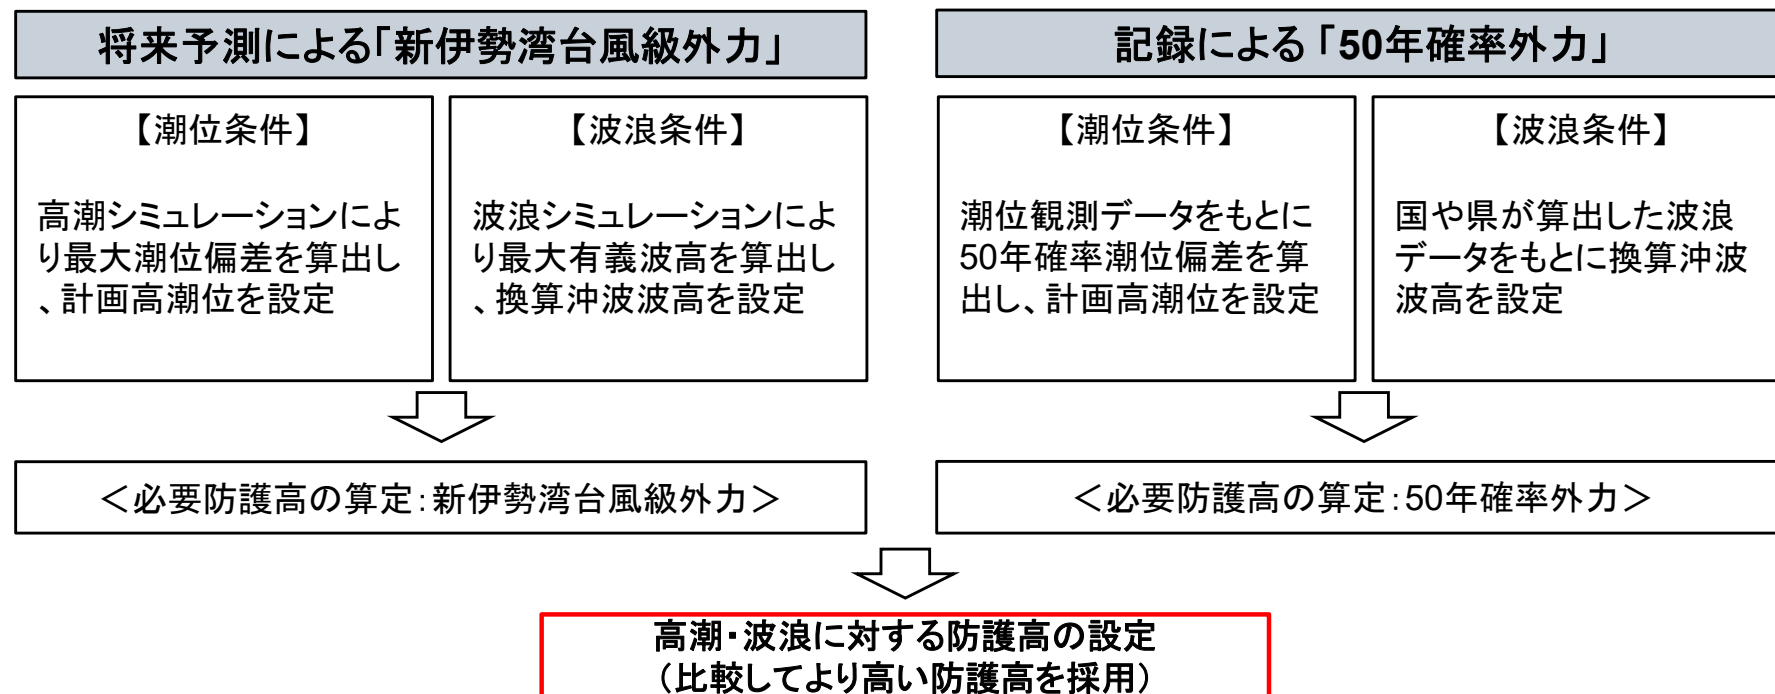 将来予測による「新伊勢湾台風級外力」
【潮位条件】
高潮シミュレーションによ
り最大潮位偏差を算出し
、計画高潮位を設定
【波浪条件】
波浪シミュレーションによ
り最大有義波高を算出し
、換算沖波波高を設定
＜必要防護高の算定：新伊勢湾台風級外力＞
記録による「50年確率外力」
【潮位条件】
潮位観測データをもとに
50年確率潮位偏差を算
出し、計画高潮位を設定
【波浪条件】
国や県が算出した波浪
データをもとに換算沖波
波高を設定
＜必要防護高の算定：50年確率外力＞
高潮・波浪に対する防護高の設定
（比較してより高い防護高を採用）